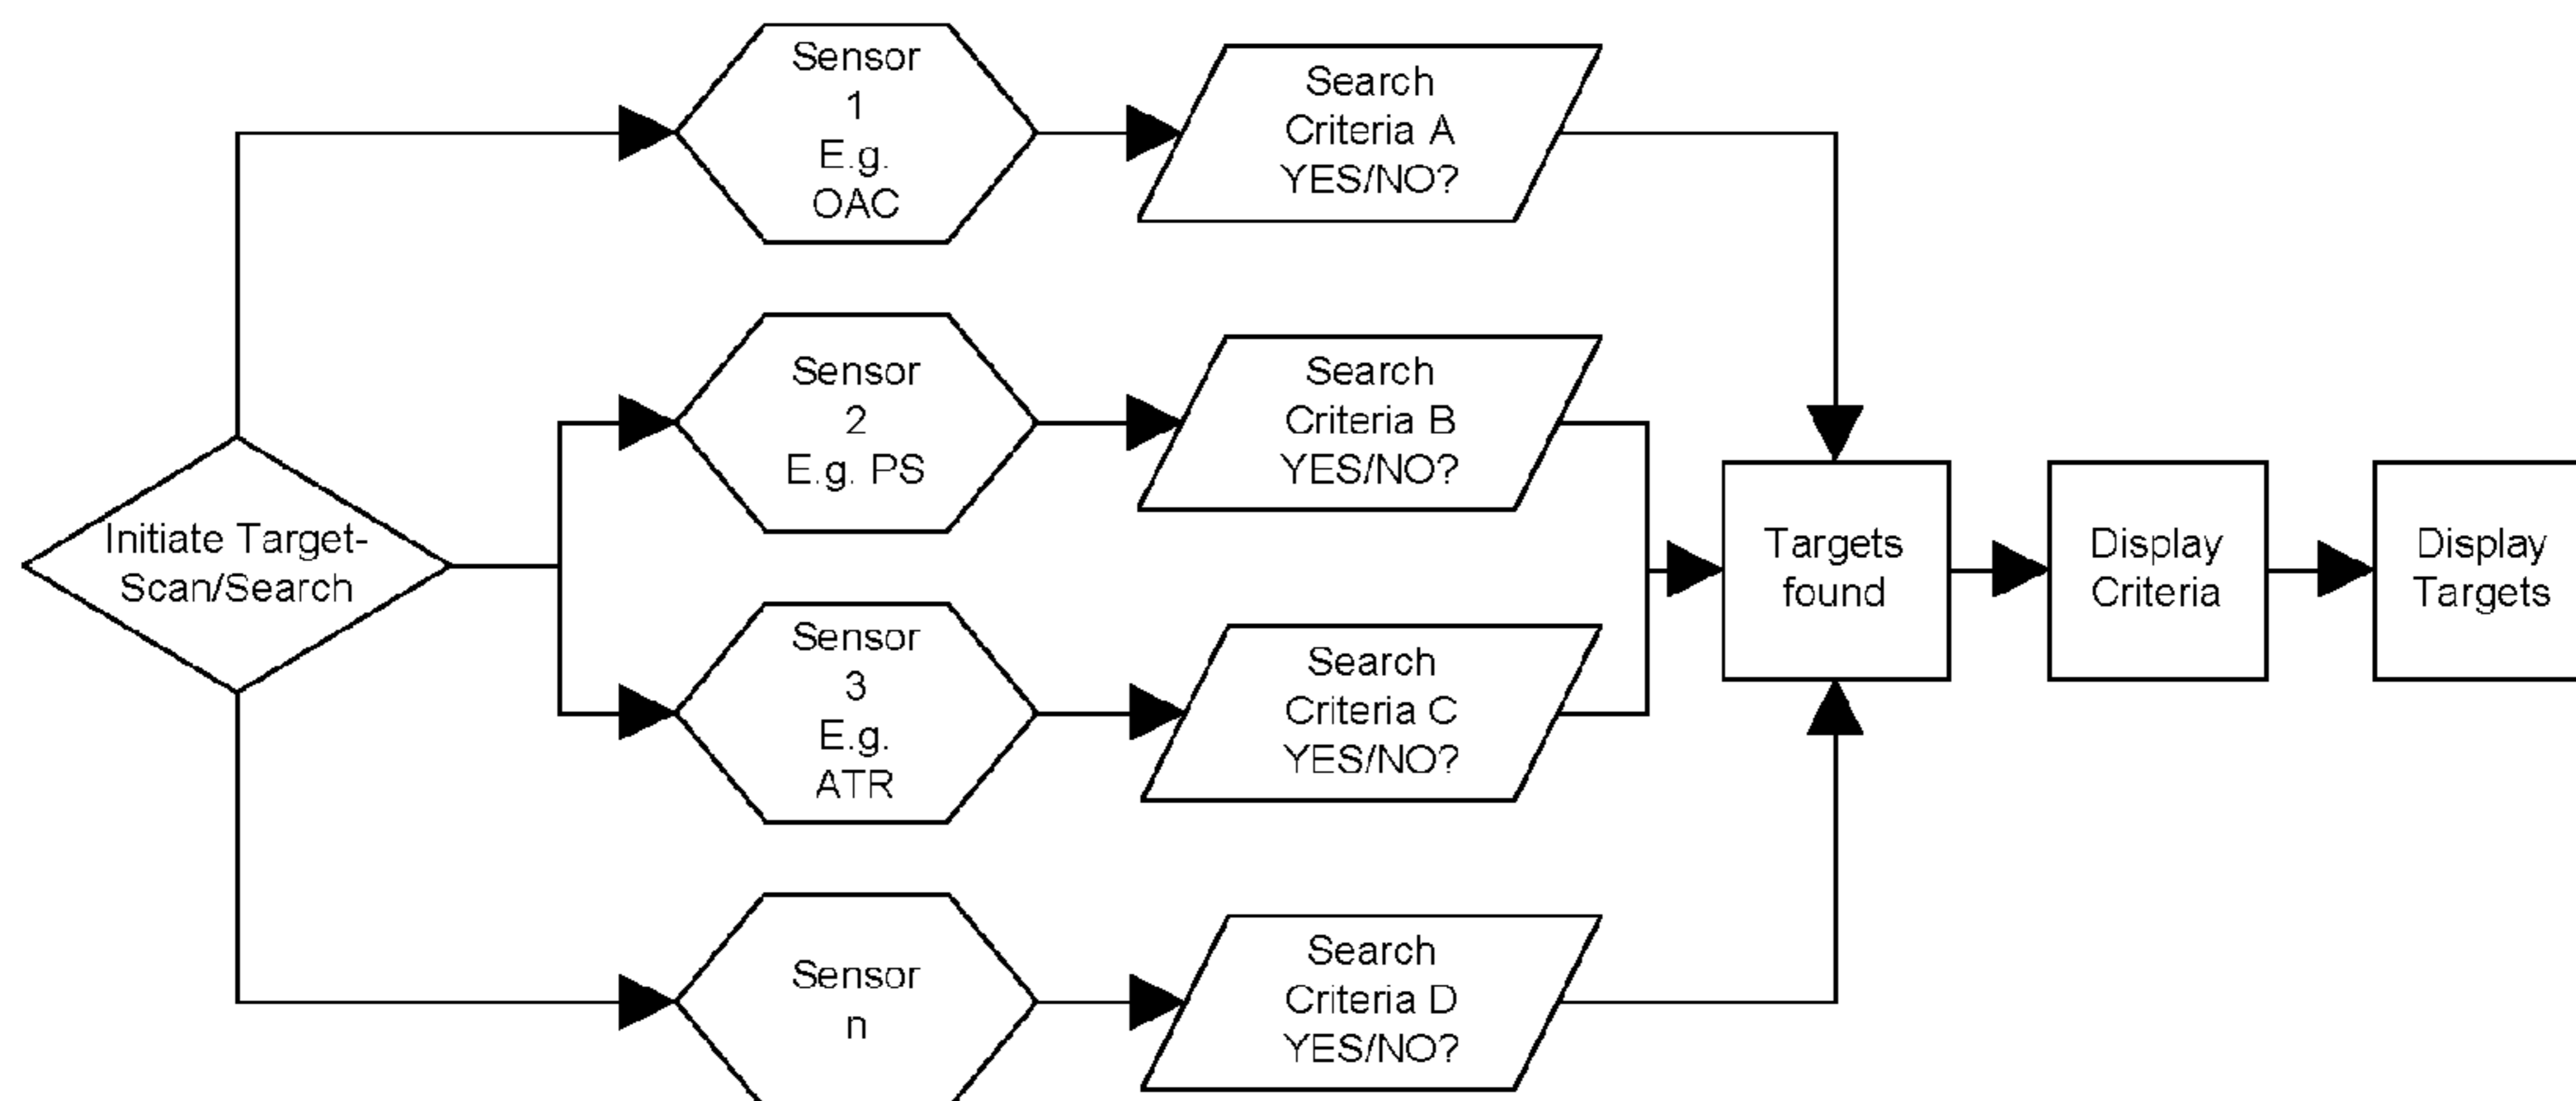 Sensor
1
E.g.
OAC
Search
Criteria A
YES/NO?
Sensor
2
E.g. PS
Search
Criteria B
YES/NO?
Initiate Target-
Scan/Search
Targets
found
Display
Criteria
Display
Targets
Sensor
3
E.g.
ATR
Search
Criteria C
YES/NO?
Sensor
n
Search
Criteria D
YES/NO?